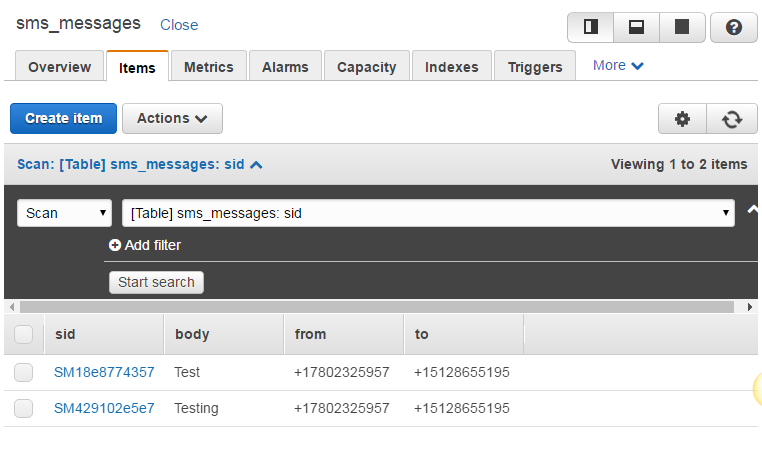 sms_messages Close
Overview Items Metrics Alarms Capacity Indexes Triggers More
Create item Actions
Scan: [Table] sms_messages: sid Viewing 1 to 2 items
Scan [Table] sms_messages: sid
Add filter
Start search
sid body from to
SM18e8774357 Test +17802325957 +15128655195
SM429102e5e7 Testing +17802325957 +15128655195